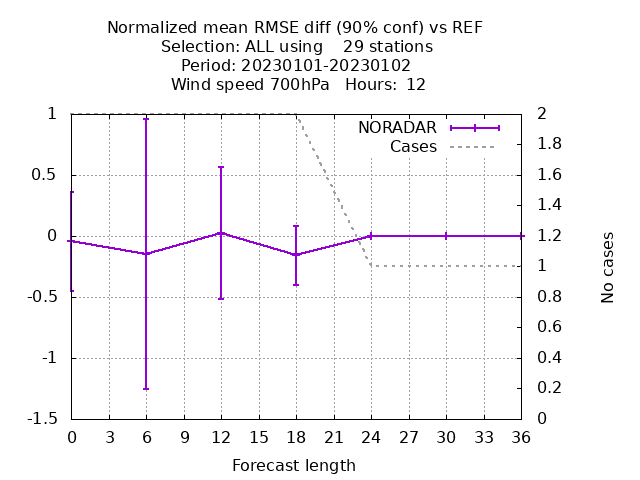 Normalized mean RMSE diff (90% conf) vs REF
Selection: ALL using    29 stations
Period: 20230101-20230102
Wind speed 700hPa   Hours: 12
NORADAR
Cases
1
0.5
0
-0.5
-1
-1.5
2
1.8
1.6
1.4
1.2
1
0.8
0.6
0.4
0.2
0
No cases
0 3 6 9 12 15 18 21 24 27 30 33 36
Forecast length